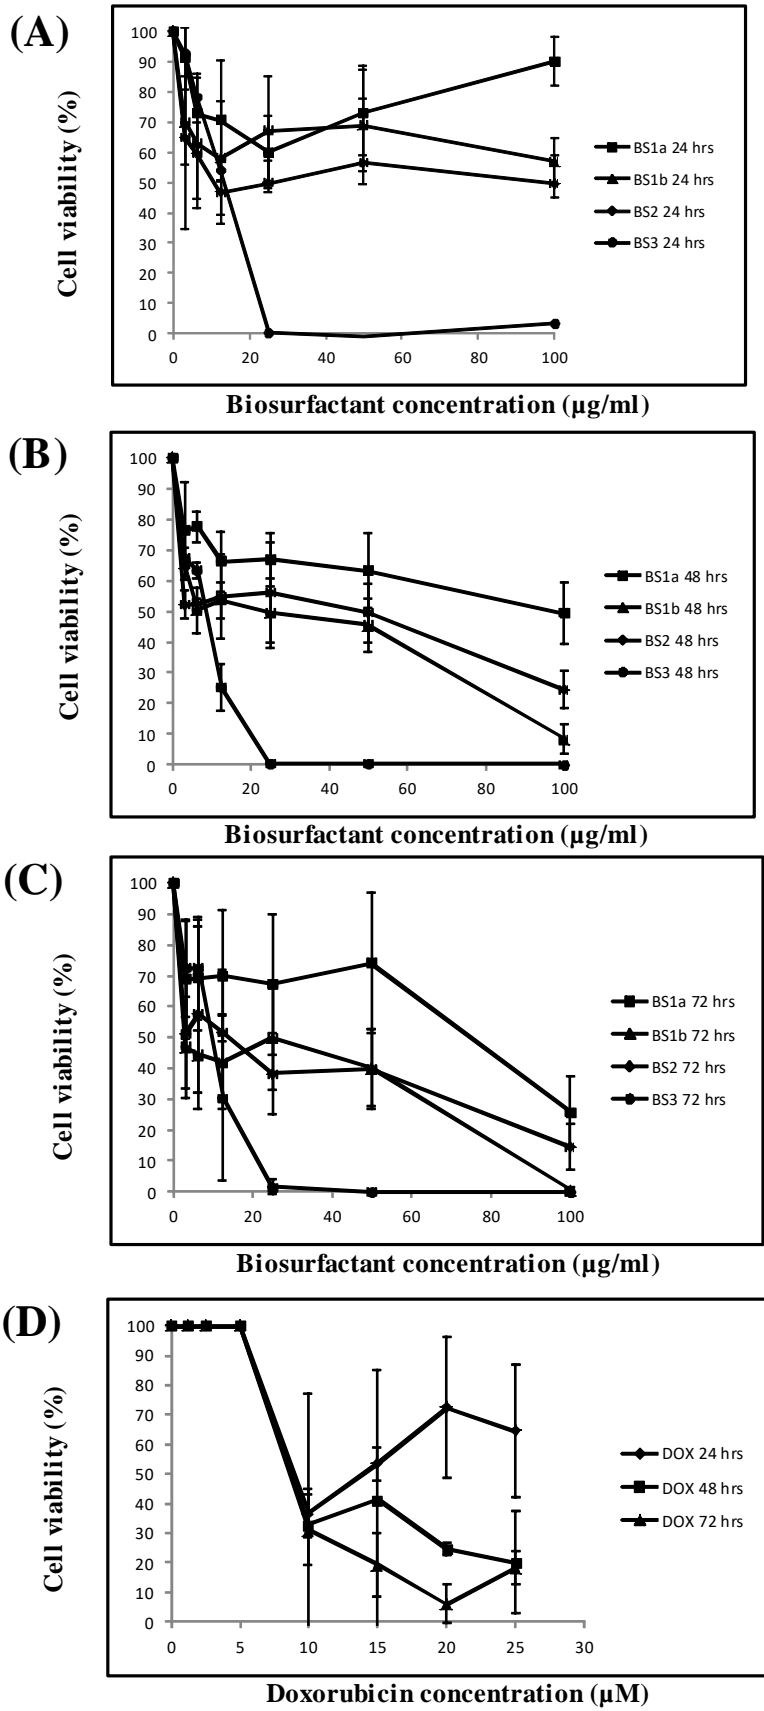 (A)
Cell viability (%)
100
90
80
70
60
50
40
30
20
10
0
0 20 40 60 80 100
BS1a 24 hrs
BS1b 24 hrs
BS2 24 hrs
BS3 24 hrs
Biosurfactant concentration (µg/ml)
(B)
Cell viability (%)
100
90
80
70
60
50
40
30
20
10
0
0 20 40 60 80 100
BS1a 48 hrs
BS1b 48 hrs
BS2 48 hrs
BS3 48 hrs
Biosurfactant concentration (µg/ml)
(C)
Cell viability (%)
100
90
80
70
60
50
40
30
20
10
0
0 20 40 60 80 100
BS1a 72 hrs
BS1b 72 hrs
BS2 72 hrs
BS3 72 hrs
Biosurfactant concentration (µg/ml)
(D)
Cell viability (%)
100
90
80
70
60
50
40
30
20
10
0
0 5 10 15 20 25 30
DOX 24 hrs
DOX 48 hrs
DOX 72 hrs
Doxorubicin concentration (µM)